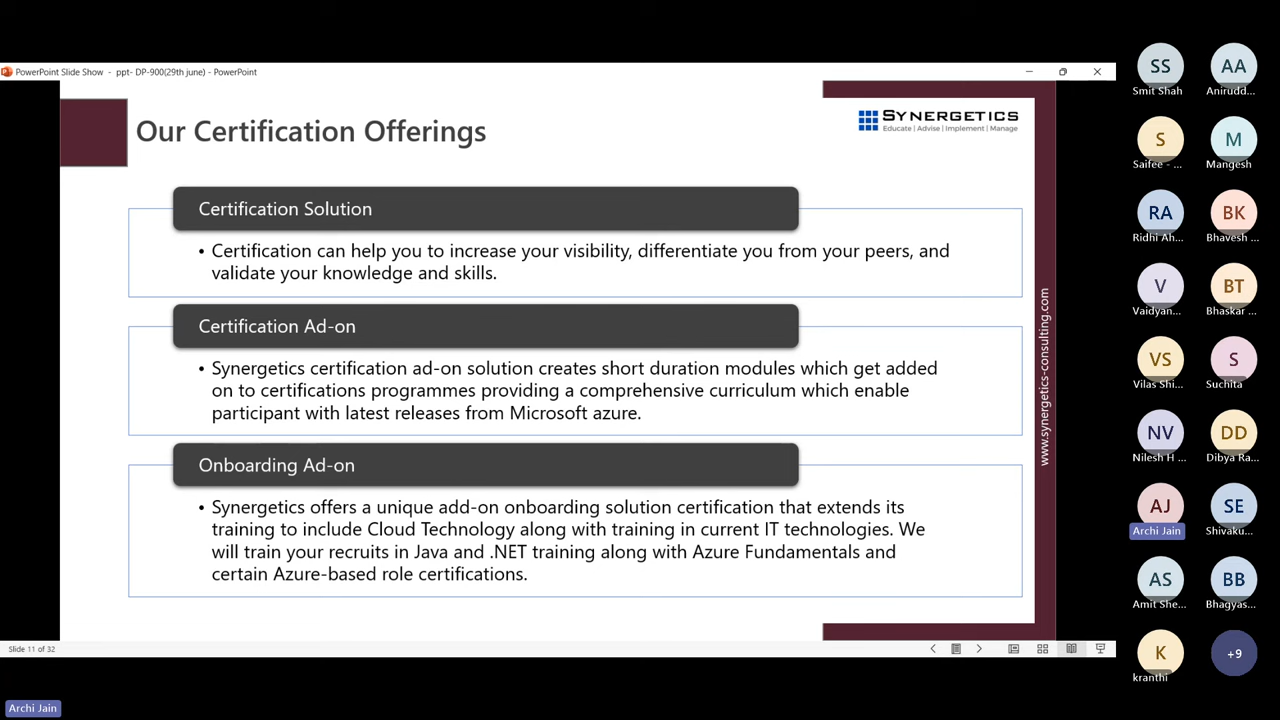 PowerPoint Slide Show - ppt- DP-900(29th june) - PowerPoint
Our Certification Offerings
SYNERGETICS
Educate | Advise | Implement | Manage
Certification Solution
• Certification can help you to increase your visibility, differentiate you from your peers, and
validate your knowledge and skills.
Certification Ad-on
• Synergetics certification ad-on solution creates short duration modules which get added
on to certifications programmes providing a comprehensive curriculum which enable
participant with latest releases from Microsoft azure.
Onboarding Ad-on
• Synergetics offers a unique add-on onboarding solution certification that extends its
training to include Cloud Technology along with training in current IT technologies. We
will train your recruits in Java and .NET training along with Azure Fundamentals and
certain Azure-based role certifications.
www.synergetics-consulting.com
Slide 11 of 32
SS
Smit Shah
AA
Anirudd...
S
Saifee - ...
M
Mangesh
RA
Ridhi Ah...
BK
Bhavesh ...
V
Vaidyan...
BT
Bhaskar ...
VS
Vilas Shi...
S
Suchita
NV
Nilesh H ...
DD
Dibya Ra...
AJ
Archi Jain
SE
Shivaku...
AS
Amit She...
BB
Bhagyas...
K
kranthi
+9
Archi Jain